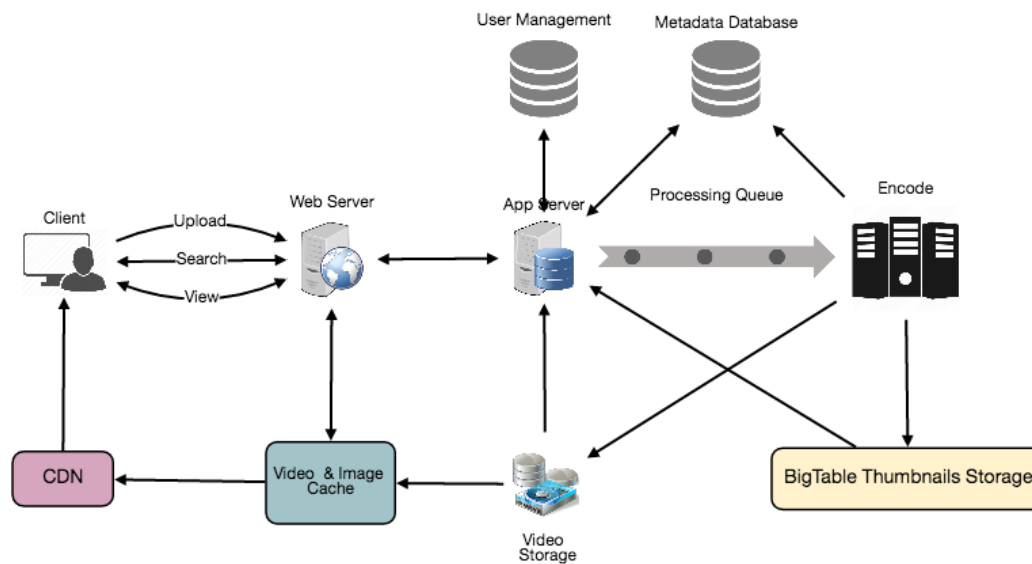 User Management
Metadata Database
Client
Upload
Web Server
App Server
Processing Queue
Encode
Search
View
CDN
Video & Image
Cache
BigTable Thumbnails Storage
Video
Storage